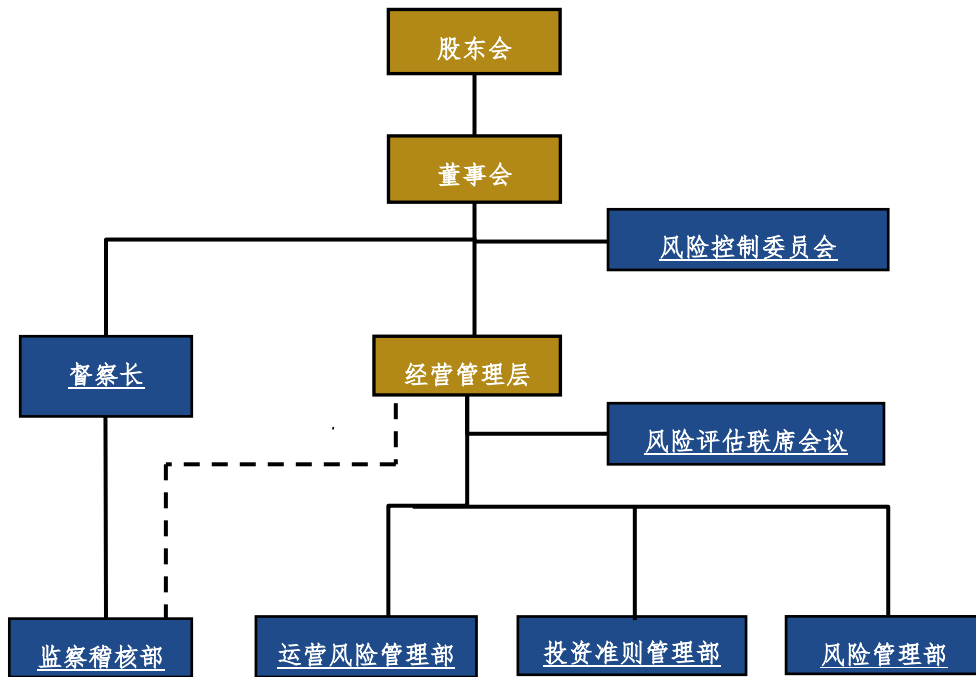 股东会
董事会
风险控制委员会
督察长
经营管理层
风险评估联席会议
监察稽核部
运营风险管理部
投资准则管理部
风险管理部